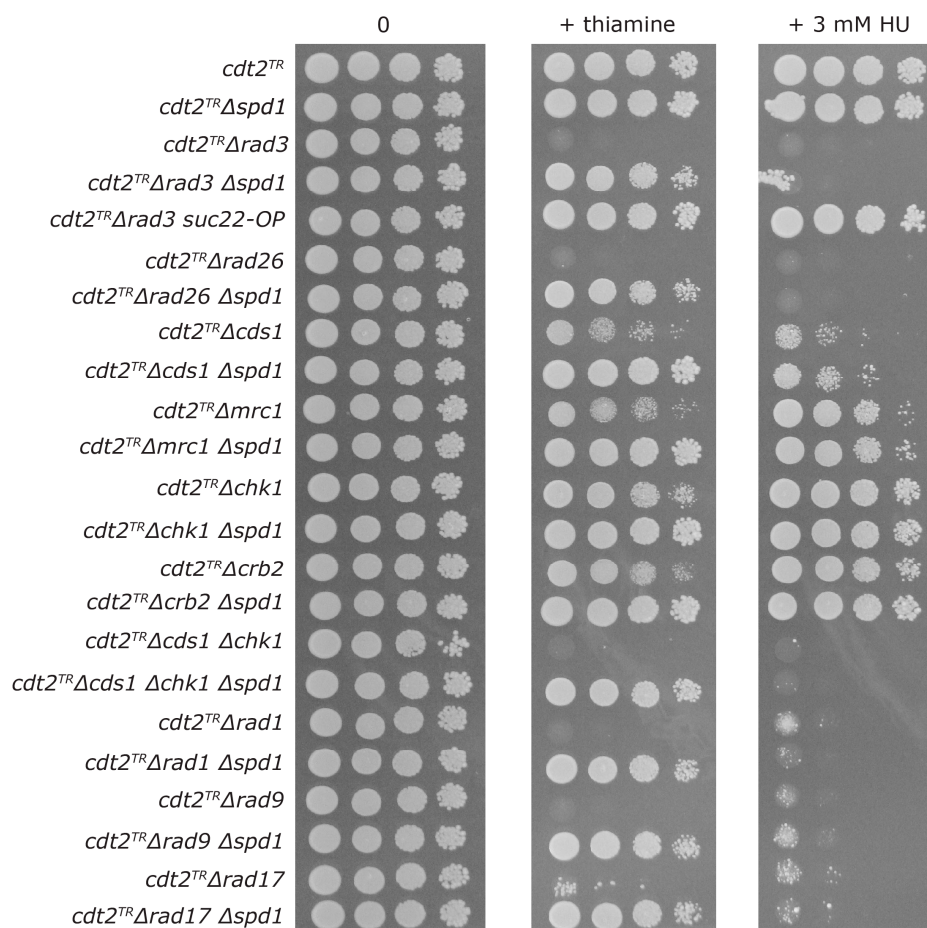 0 + thiamine + 3 mM HU
cdt2ᵀᴿ
cdt2ᵀᴿΔspd1
cdt2ᵀᴿΔrad3
cdt2ᵀᴿΔrad3 Δspd1
cdt2ᵀᴿΔrad3 suc22-OP
cdt2ᵀᴿΔrad26
cdt2ᵀᴿΔrad26 Δspd1
cdt2ᵀᴿΔcds1
cdt2ᵀᴿΔcds1 Δspd1
cdt2ᵀᴿΔmrc1
cdt2ᵀᴿΔmrc1 Δspd1
cdt2ᵀᴿΔchk1
cdt2ᵀᴿΔchk1 Δspd1
cdt2ᵀᴿΔcrb2
cdt2ᵀᴿΔcrb2 Δspd1
cdt2ᵀᴿΔcds1 Δchk1
cdt2ᵀᴿΔcds1 Δchk1 Δspd1
cdt2ᵀᴿΔrad1
cdt2ᵀᴿΔrad1 Δspd1
cdt2ᵀᴿΔrad9
cdt2ᵀᴿΔrad9 Δspd1
cdt2ᵀᴿΔrad17
cdt2ᵀᴿΔrad17 Δspd1